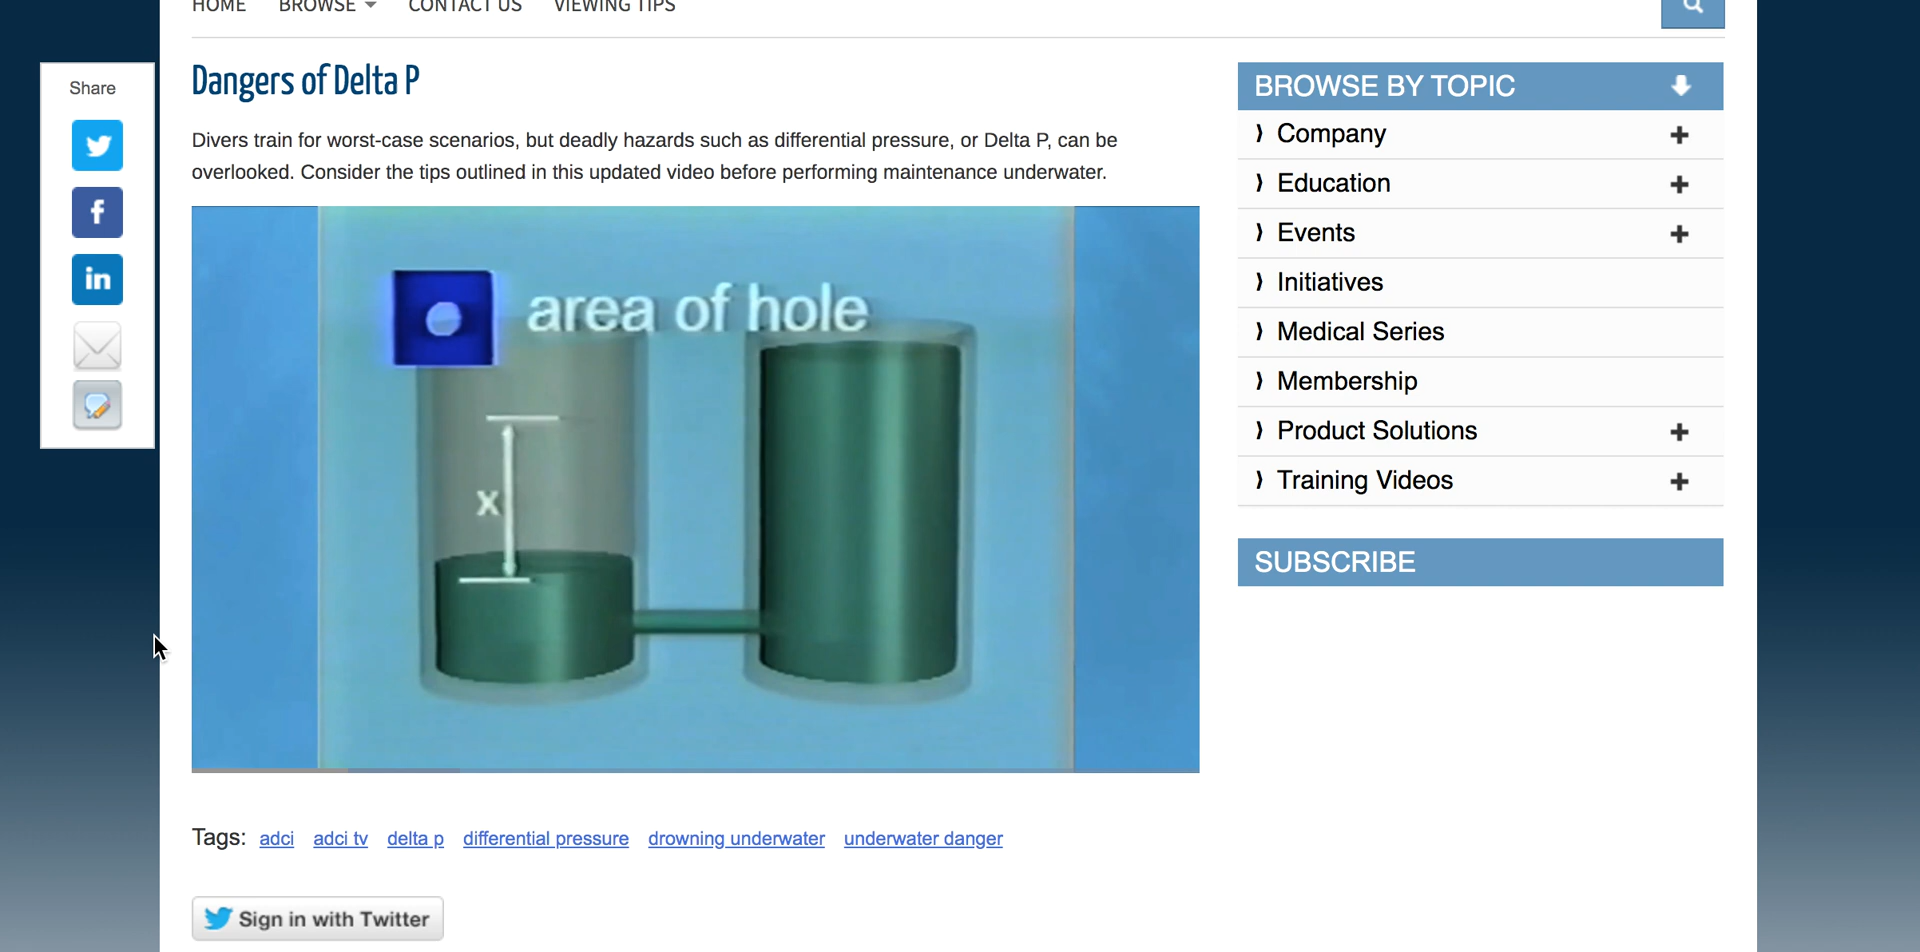 HOME BROWSE CONTACT US VIEWING TIPS
Share
Dangers of Delta P
Divers train for worst-case scenarios, but deadly hazards such as differential pressure, or Delta P, can be
overlooked. Consider the tips outlined in this updated video before performing maintenance underwater.
f
in
area of hole
x
Tags: adci adci tv delta p differential pressure drowning underwater underwater danger
Sign in with Twitter
BROWSE BY TOPIC
Company
Education
Events
Initiatives
Medical Series
Membership
Product Solutions
Training Videos
SUBSCRIBE